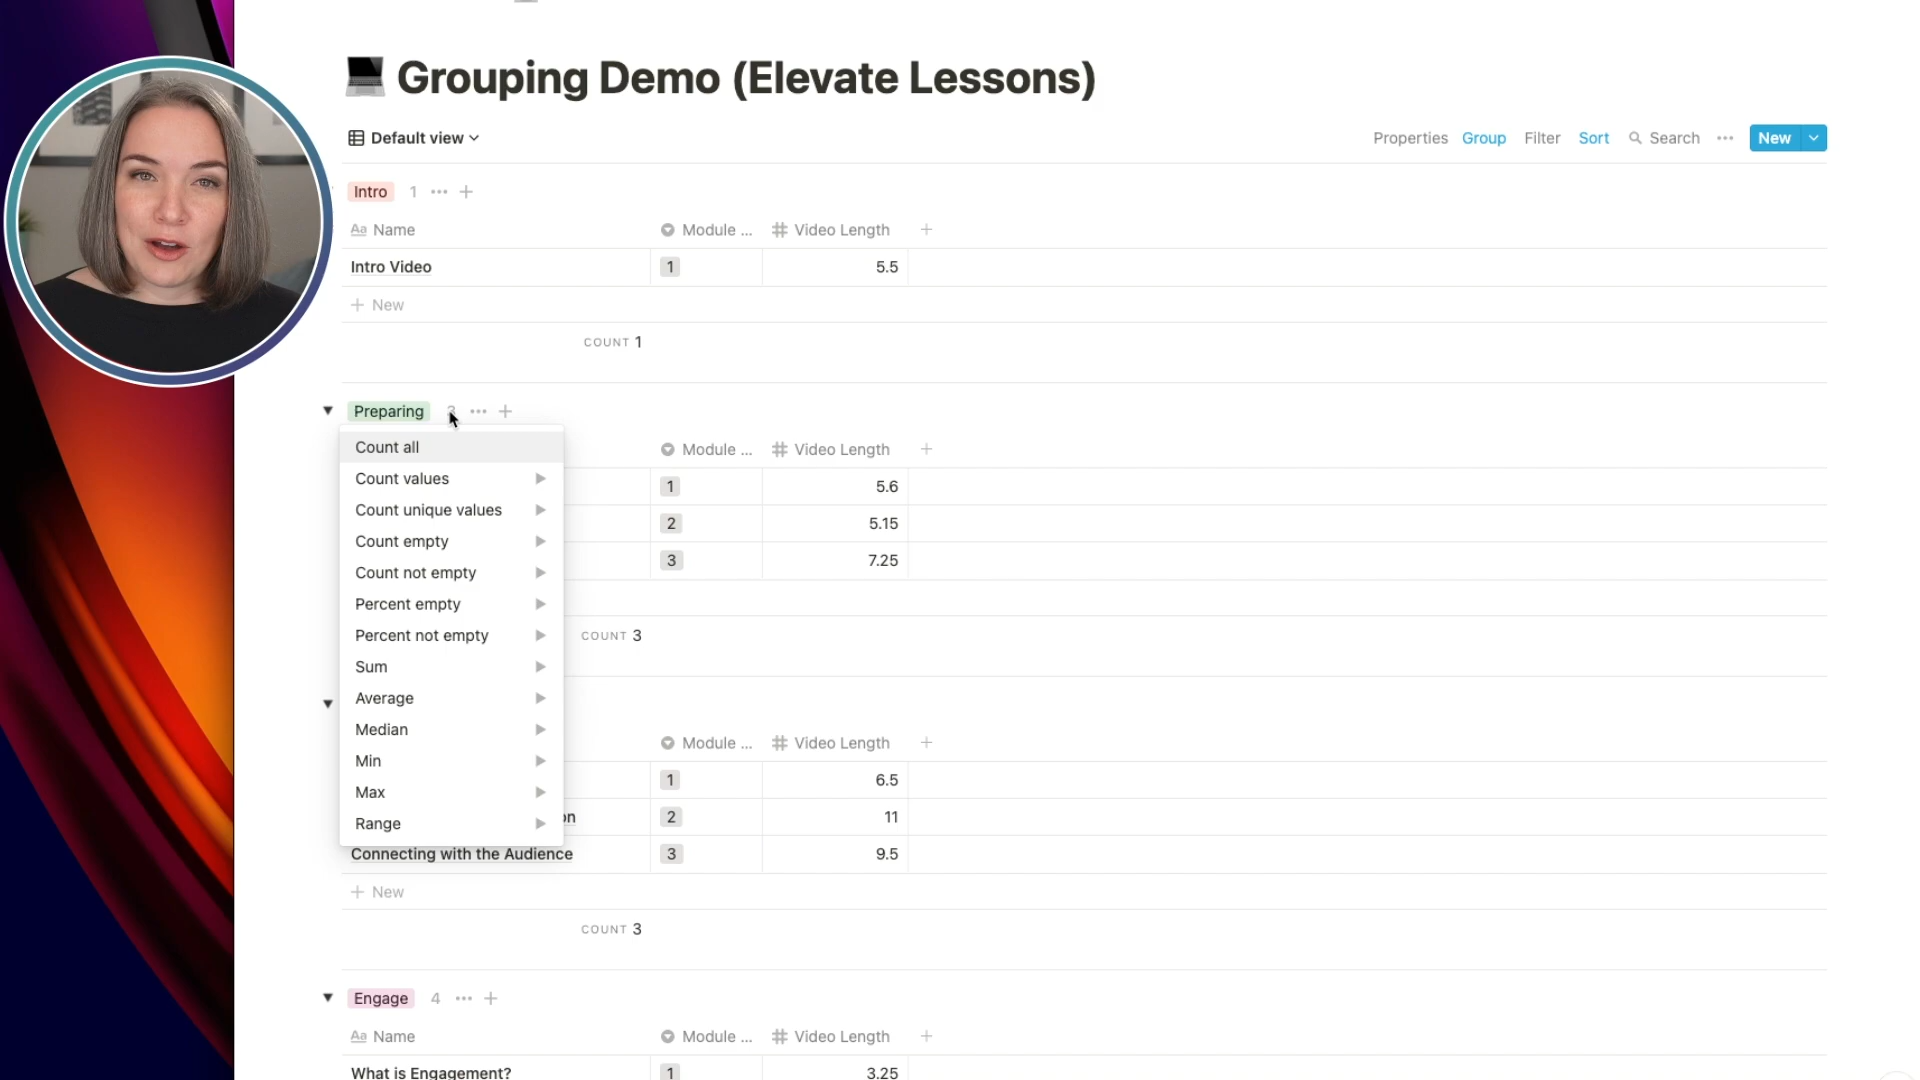 Grouping Demo (Elevate Lessons)
Default view
Properties Group Filter Sort Search ... New
Intro 1 ... +
Aa Name Module ... # Video Length +
Intro Video 1 5.5
+ New
COUNT 1
Preparing ... +
Module ... # Video Length +
Count all
Count values
1 5.6
Count unique values
2 5.15
Count empty
3 7.25
Count not empty
Percent empty
Percent not empty
COUNT 3
Sum
Average
Median
Module ... # Video Length +
Min
1 6.5
Max
2 11
Range
Connecting with the Audience 3 9.5
+ New
COUNT 3
Engage 4 ... +
Aa Name Module ... # Video Length +
What is Engagement? 1 3.25